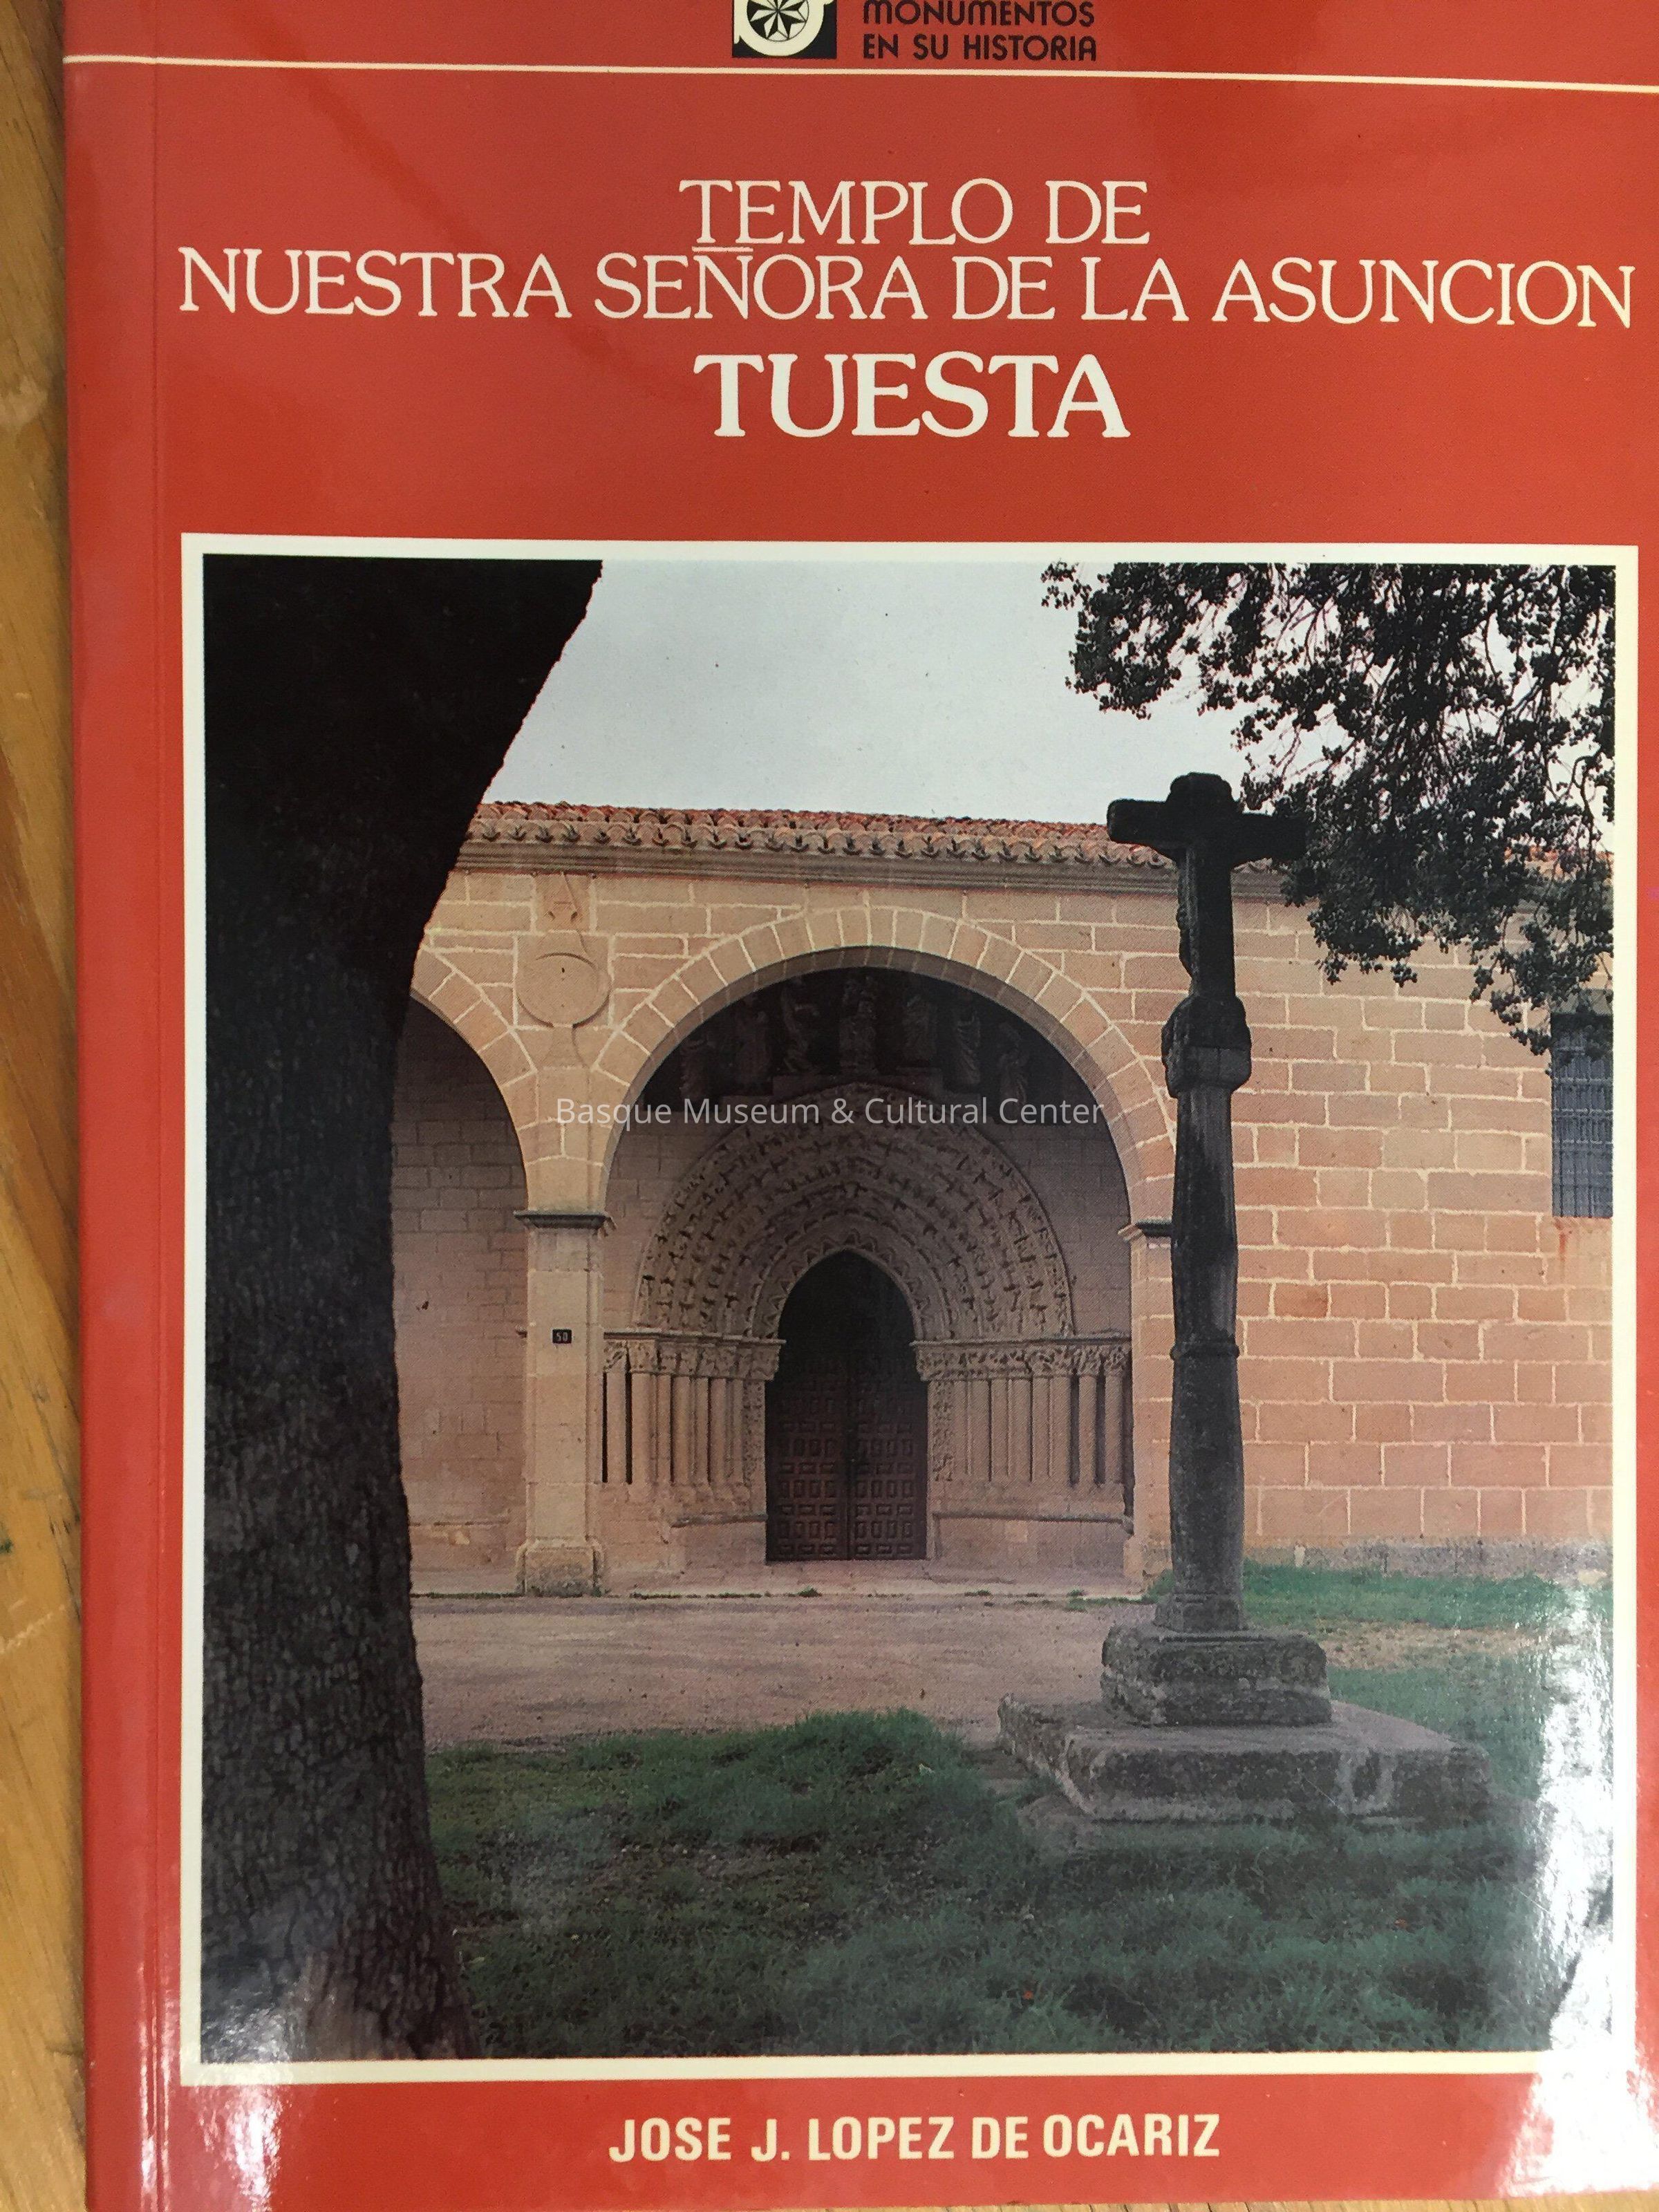 MONUMENTOS
EN SU HISTORIA
TEMPLO DE
NUESTRA SEÑORA DE LA ASUNCION
TUESTA
Basque Museum & Cultural Center
50
JOSE J. LOPEZ DE OCARIZ